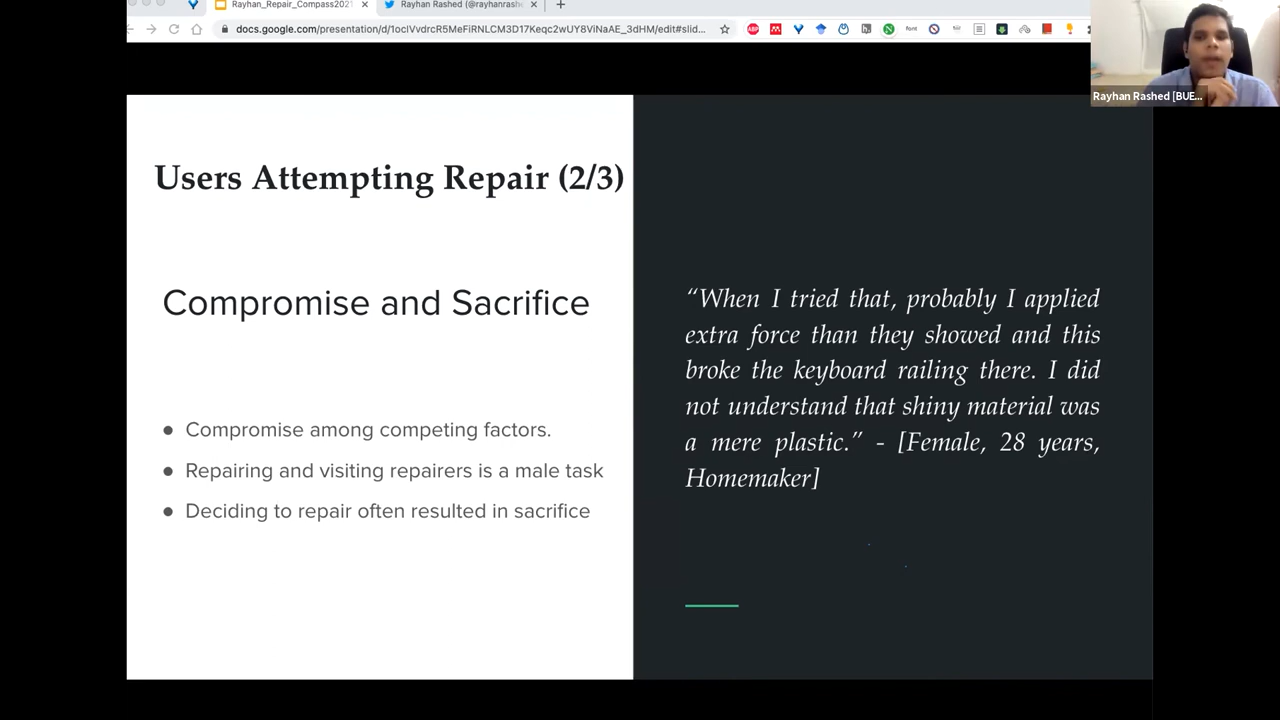 Rayhan_Repair_Compass2021
Rayhan Rashed (@rayhanrashe
docs.google.com/presentation/d/1oclVvdrcR5MeFiRNLCM3D17Keqc2wUY8ViNaAE_3dHM/edit#slid...
ABP
Font
Rayhan Rashed [BUE...
Users Attempting Repair (2/3)
Compromise and Sacrifice
● Compromise among competing factors.
● Repairing and visiting repairers is a male task
● Deciding to repair often resulted in sacrifice
“When I tried that, probably I applied
extra force than they showed and this
broke the keyboard railing there. I did
not understand that shiny material was
a mere plastic.” - [Female, 28 years,
Homemaker]